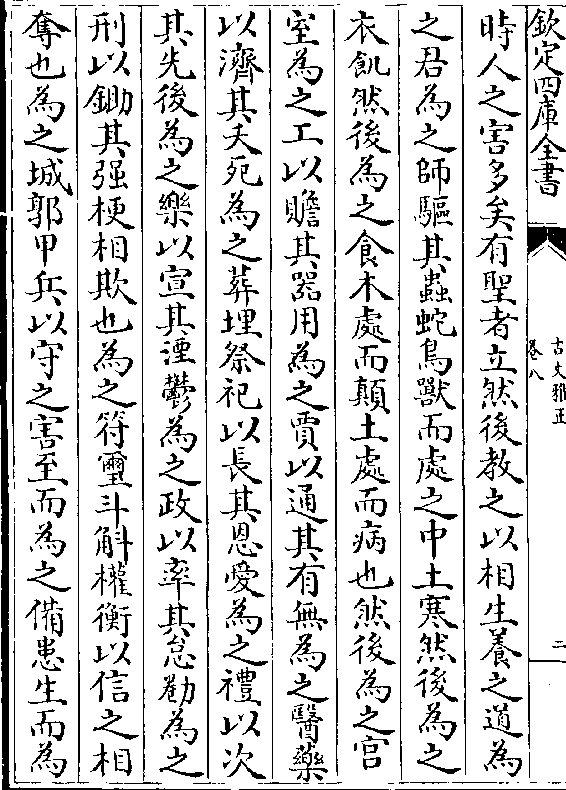 欽定四庫全書
古文雅正
卷八
二
時人之害多矣有聖者立然後教之以相生養之道為
之君為之師驅其蟲蛇鳥獸而處之中土寒然後為之
衣飢然後為之食木處而顛土處而病也然後為之宫
室為之工以贍其器用為之賈以通其有無為之醫藥
以濟其夭死為之葬埋祭祀以長其恩愛為之禮以次
其先後為之樂以宣其湮鬱為之政以率其怠勌為之
刑以鋤其强梗相欺也為之符璽斗斛權衡以信之相
奪也為之城郭甲兵以守之害至而為之備患生而為